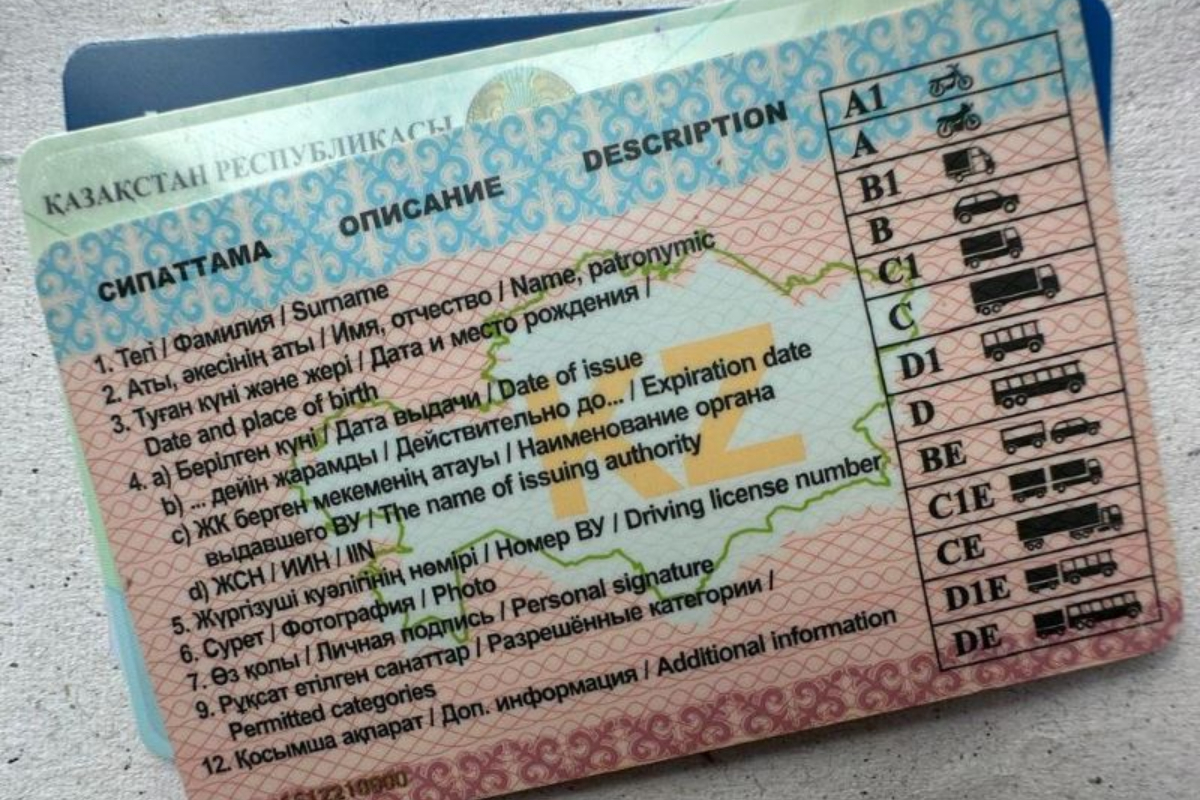 ҚАЗАҚСТАН РЕСПУБЛИКАСЫ
СИПАТТАМА ОПИСАНИЕ DESCRIPTION
1. Тегі / Фамилия / Surname
2. Аты, әкесінің аты / Имя, отчество / Name, patronymic
3. Туған күні және жері / Дата и место рождения /
Date and place of birth
4. a) Берілген күні / Дата выдачи / Date of issue
b) ... дейін жарамды / Действительно до... / Expiration date
c) ЖК берген мекеменің атауы / Наименование органа
выдавшего ВУ / The name of issuing authority
d) ЖСН / ИИН / IIN
5. Жүргізуші куәлігінің нөмірі / Номер ВУ / Driving license number
6. Сурет / Фотография / Photo
7. Өз қолы / Личная подпись / Personal signature
9. Рұқсат етілген санаттар / Разрешённые категории /
Permitted categories
12. Қосымша ақпарат / Доп. информация / Additional information
KZ
A1
A
B1
B
C1
C
D1
D
BE
C1E
CE
D1E
DE